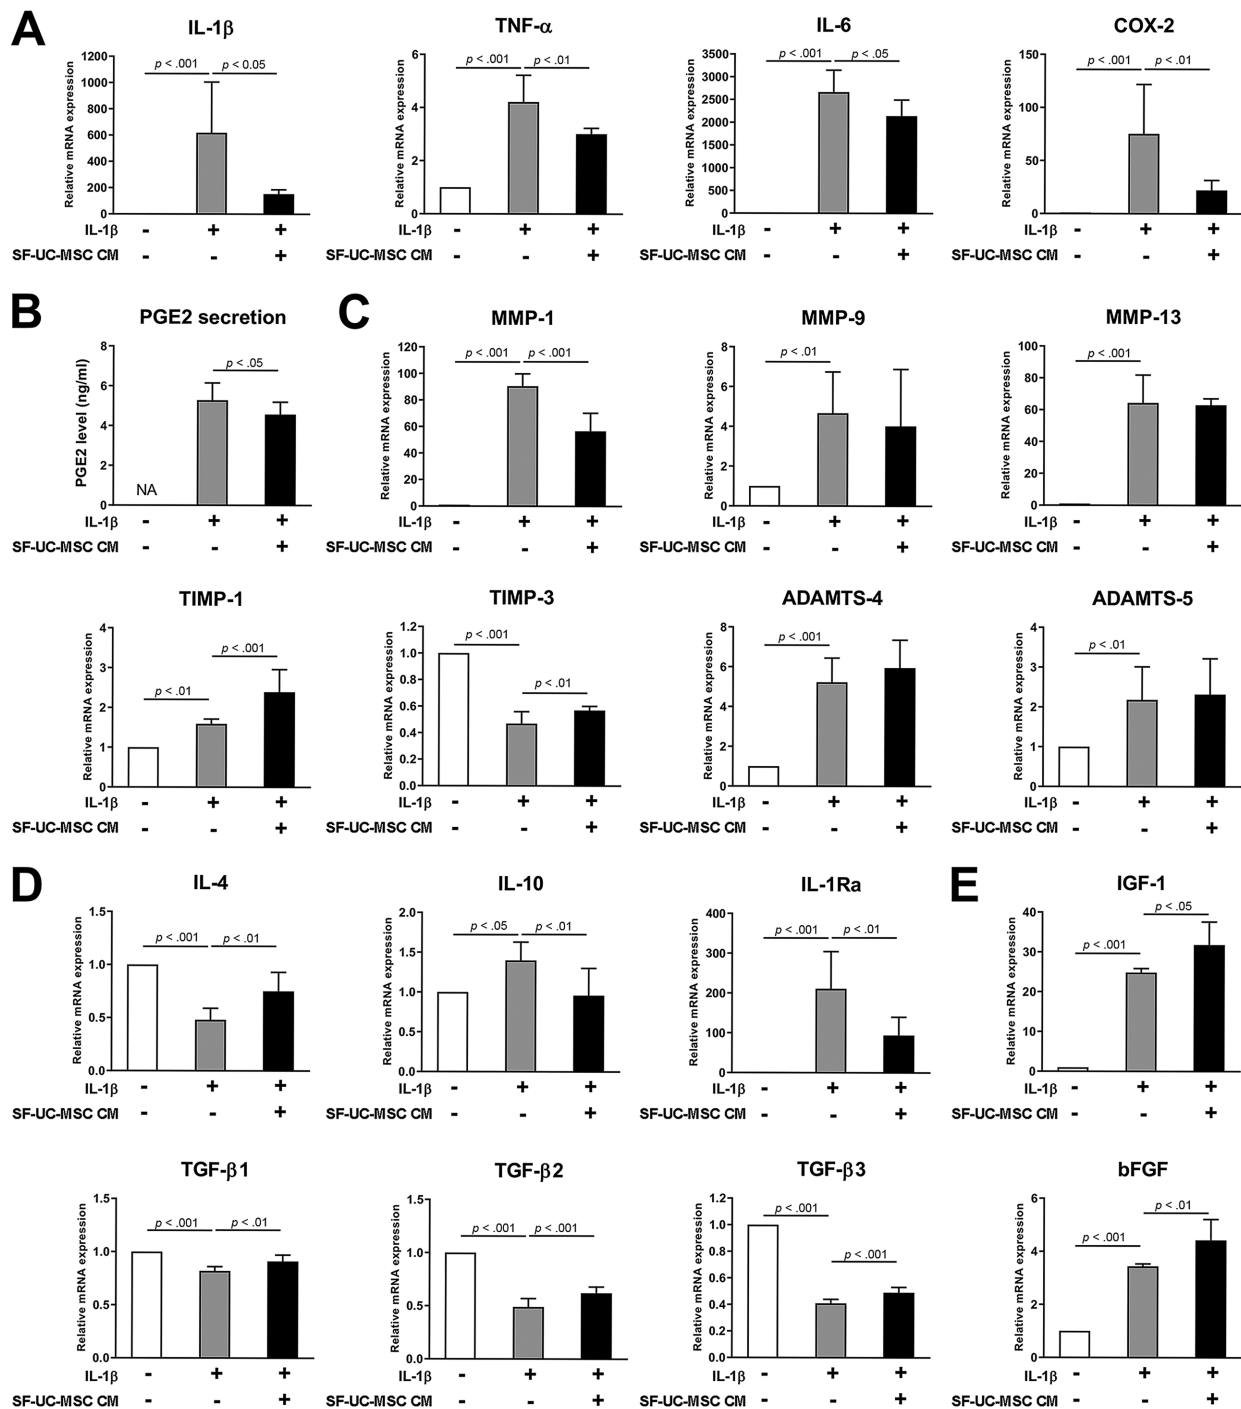 A
IL-1β
Relative mRNA expression
1200
1000
800
600
400
200
0
p < .001
p < 0.05
IL-1β - + +
SF-UC-MSC CM - - +
TNF-α
Relative mRNA expression
6
4
2
0
p < .001
p < .01
IL-1β - + +
SF-UC-MSC CM - - +
IL-6
Relative mRNA expression
3500
3000
2500
2000
1500
1000
500
0
p < .001
p < .05
IL-1β - + +
SF-UC-MSC CM - - +
COX-2
Relative mRNA expression
150
100
50
0
p < .001
p < .01
IL-1β - + +
SF-UC-MSC CM - - +
B
PGE2 secretion
PGE2 level (ng/ml)
8
6
4
2
0
p < .05
NA
IL-1β - + +
SF-UC-MSC CM - - +
C
MMP-1
Relative mRNA expression
120
100
80
60
40
20
0
p < .001
p < .001
IL-1β - + +
SF-UC-MSC CM - - +
MMP-9
Relative mRNA expression
8
6
4
2
0
p < .01
IL-1β - + +
SF-UC-MSC CM - - +
MMP-13
Relative mRNA expression
100
80
60
40
20
0
p < .001
IL-1β - + +
SF-UC-MSC CM - - +
TIMP-1
Relative mRNA expression
4
3
2
1
0
p < .01
p < .001
IL-1β - + +
SF-UC-MSC CM - - +
TIMP-3
Relative mRNA expression
1.2
1.0
0.8
0.6
0.4
0.2
0.0
p < .001
p < .01
IL-1β - + +
SF-UC-MSC CM - - +
ADAMTS-4
Relative mRNA expression
8
6
4
2
0
p < .001
IL-1β - + +
SF-UC-MSC CM - - +
ADAMTS-5
Relative mRNA expression
4
3
2
1
0
p < .01
IL-1β - + +
SF-UC-MSC CM - - +
D
IL-4
Relative mRNA expression
1.5
1.0
0.5
0.0
p < .001
p < .01
IL-1β - + +
SF-UC-MSC CM - - +
IL-10
Relative mRNA expression
2.0
1.5
1.0
0.5
0.0
p < .05
p < .01
IL-1β - + +
SF-UC-MSC CM - - +
IL-1Ra
Relative mRNA expression
400
300
200
100
0
p < .001
p < .01
IL-1β - + +
SF-UC-MSC CM - - +
E
IGF-1
Relative mRNA expression
40
30
20
10
0
p < .001
p < .05
IL-1β - + +
SF-UC-MSC CM - - +
TGF-β1
Relative mRNA expression
1.5
1.0
0.5
0.0
p < .001
p < .01
IL-1β - + +
SF-UC-MSC CM - - +
TGF-β2
Relative mRNA expression
1.5
1.0
0.5
0.0
p < .001
p < .001
IL-1β - + +
SF-UC-MSC CM - - +
TGF-β3
Relative mRNA expression
1.2
1.0
0.8
0.6
0.4
0.2
0.0
p < .001
p < .001
IL-1β - + +
SF-UC-MSC CM - - +
bFGF
Relative mRNA expression
6
4
2
0
p < .001
p < .01
IL-1β - + +
SF-UC-MSC CM - - +